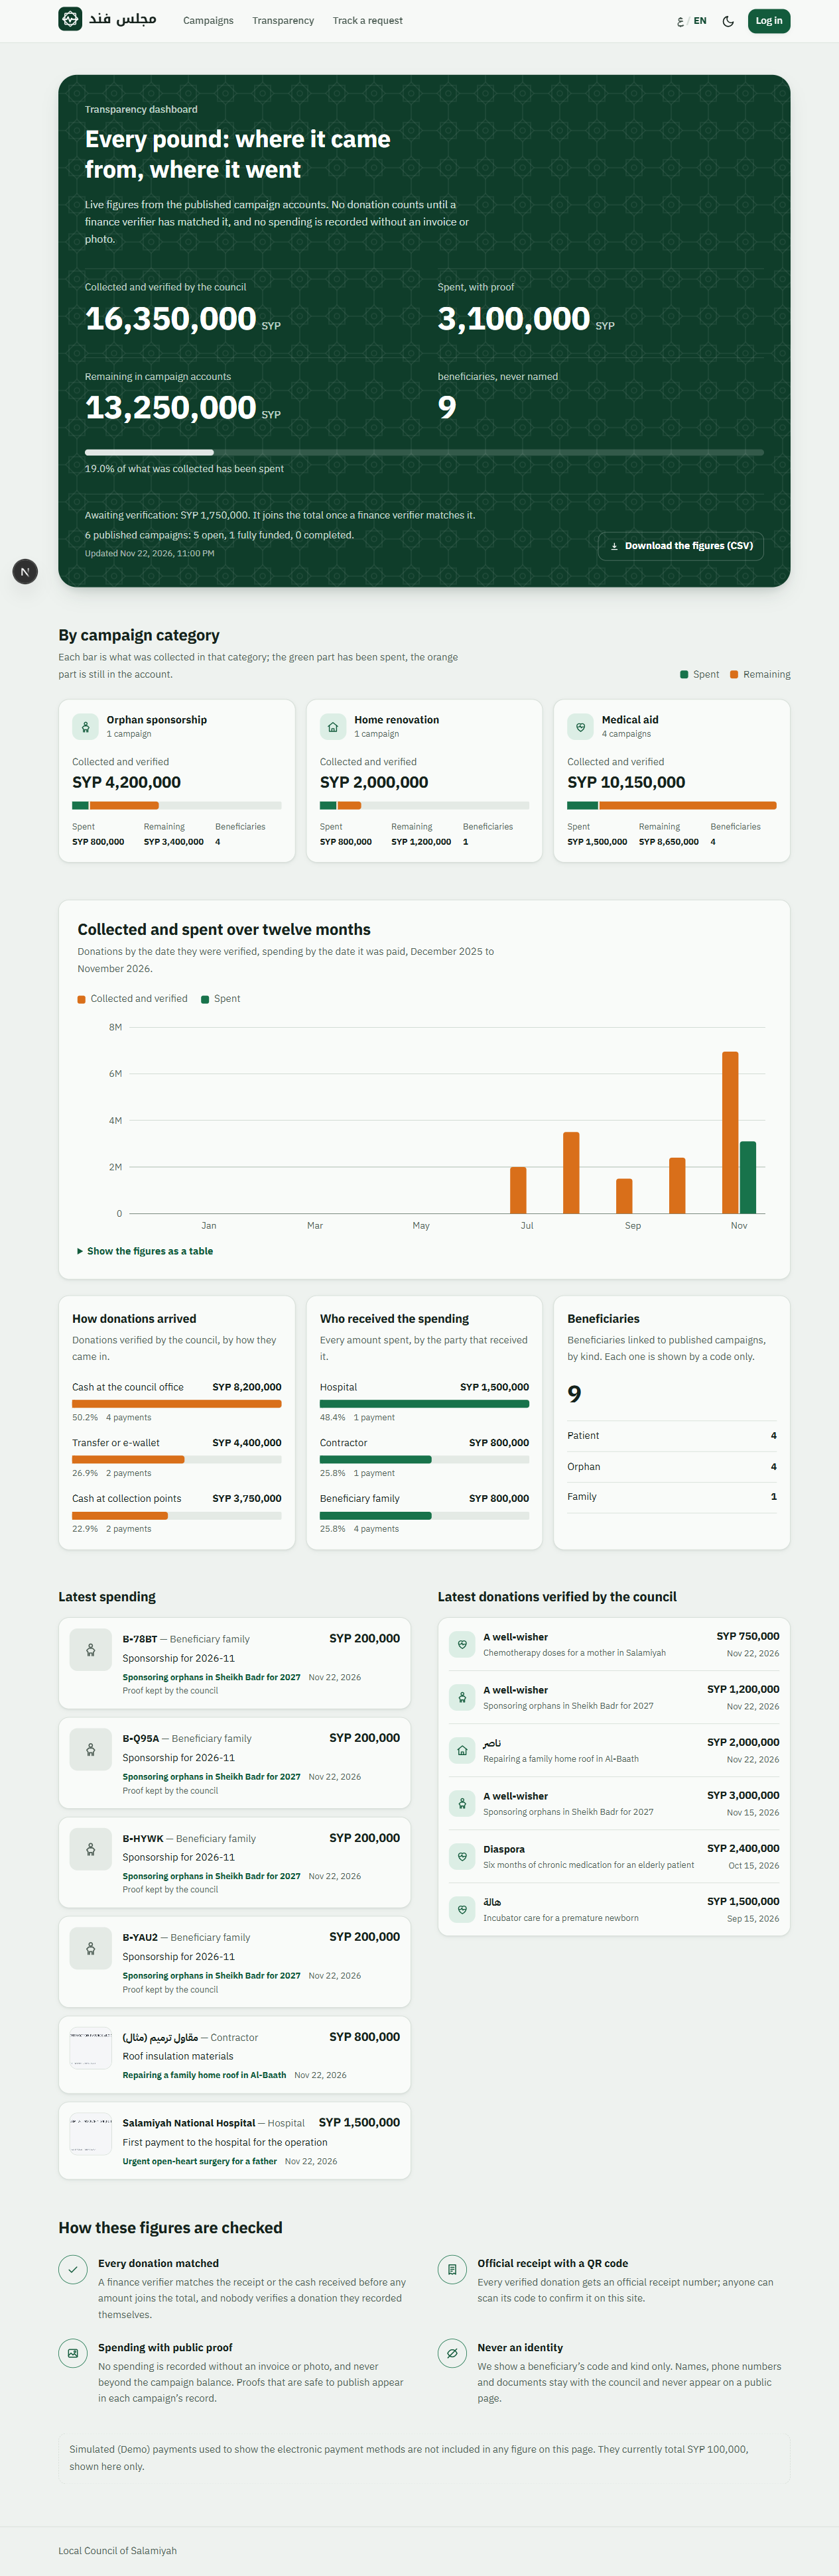 مجلس فند
Campaigns
Transparency
Track a request
ع / EN
Log in
Transparency dashboard
Every pound: where it came
from, where it went
Live figures from the published campaign accounts. No donation counts until a
finance verifier has matched it, and no spending is recorded without an invoice or
photo.
Collected and verified by the council
16,350,000 SYP
Spent, with proof
3,100,000 SYP
Remaining in campaign accounts
13,250,000 SYP
beneficiaries, never named
9
19.0% of what was collected has been spent
Awaiting verification: SYP 1,750,000. It joins the total once a finance verifier matches it.
6 published campaigns: 5 open, 1 fully funded, 0 completed.
Updated Nov 22, 2026, 11:00 PM
Download the figures (CSV)
N
By campaign category
Each bar is what was collected in that category; the green part has been spent, the orange
part is still in the account.
Spent
Remaining
Orphan sponsorship
1 campaign
Collected and verified
SYP 4,200,000
Spent
Remaining
Beneficiaries
SYP 800,000
SYP 3,400,000
4
Home renovation
1 campaign
Collected and verified
SYP 2,000,000
Spent
Remaining
Beneficiaries
SYP 800,000
SYP 1,200,000
1
Medical aid
4 campaigns
Collected and verified
SYP 10,150,000
Spent
Remaining
Beneficiaries
SYP 1,500,000
SYP 8,650,000
4
Collected and spent over twelve months
Donations by the date they were verified, spending by the date it was paid, December 2025 to
November 2026.
Collected and verified
Spent
8M
6M
4M
2M
0
Jan
Mar
May
Jul
Sep
Nov
Show the figures as a table
How donations arrived
Donations verified by the council, by how they
came in.
Cash at the council office
SYP 8,200,000
50.2% 4 payments
Transfer or e-wallet
SYP 4,400,000
26.9% 2 payments
Cash at collection points
SYP 3,750,000
22.9% 2 payments
Who received the spending
Every amount spent, by the party that received
it.
Hospital
SYP 1,500,000
48.4% 1 payment
Contractor
SYP 800,000
25.8% 1 payment
Beneficiary family
SYP 800,000
25.8% 4 payments
Beneficiaries
Beneficiaries linked to published campaigns,
by kind. Each one is shown by a code only.
9
Patient
4
Orphan
4
Family
1
Latest spending
B-78BT — Beneficiary family
SYP 200,000
Sponsorship for 2026-11
Sponsoring orphans in Sheikh Badr for 2027 Nov 22, 2026
Proof kept by the council
B-Q95A — Beneficiary family
SYP 200,000
Sponsorship for 2026-11
Sponsoring orphans in Sheikh Badr for 2027 Nov 22, 2026
Proof kept by the council
B-HYWK — Beneficiary family
SYP 200,000
Sponsorship for 2026-11
Sponsoring orphans in Sheikh Badr for 2027 Nov 22, 2026
Proof kept by the council
B-YAU2 — Beneficiary family
SYP 200,000
Sponsorship for 2026-11
Sponsoring orphans in Sheikh Badr for 2027 Nov 22, 2026
Proof kept by the council
مقاول ترميم (مثال) — Contractor
SYP 800,000
Roof insulation materials
Repairing a family home roof in Al-Baath Nov 22, 2026
Salamiyah National Hospital — Hospital
SYP 1,500,000
First payment to the hospital for the operation
Urgent open-heart surgery for a father Nov 22, 2026
Latest donations verified by the council
A well-wisher
SYP 750,000
Chemotherapy doses for a mother in Salamiyah
Nov 22, 2026
A well-wisher
SYP 1,200,000
Sponsoring orphans in Sheikh Badr for 2027
Nov 22, 2026
ناصر
SYP 2,000,000
Repairing a family home roof in Al-Baath
Nov 22, 2026
A well-wisher
SYP 3,000,000
Sponsoring orphans in Sheikh Badr for 2027
Nov 15, 2026
Diaspora
SYP 2,400,000
Six months of chronic medication for an elderly patient
Oct 15, 2026
هالة
SYP 1,500,000
Incubator care for a premature newborn
Sep 15, 2026
How these figures are checked
Every donation matched
A finance verifier matches the receipt or the cash received before any
amount joins the total, and nobody verifies a donation they recorded
themselves.
Official receipt with a QR code
Every verified donation gets an official receipt number; anyone can
scan its code to confirm it on this site.
Spending with public proof
No spending is recorded without an invoice or photo, and never
beyond the campaign balance. Proofs that are safe to publish appear
in each campaign's record.
Never an identity
We show a beneficiary's code and kind only. Names, phone numbers
and documents stay with the council and never appear on a public
page.
Simulated (Demo) payments used to show the electronic payment methods are not included in any figure on this page. They currently total SYP 100,000,
shown here only.
Local Council of Salamiyah